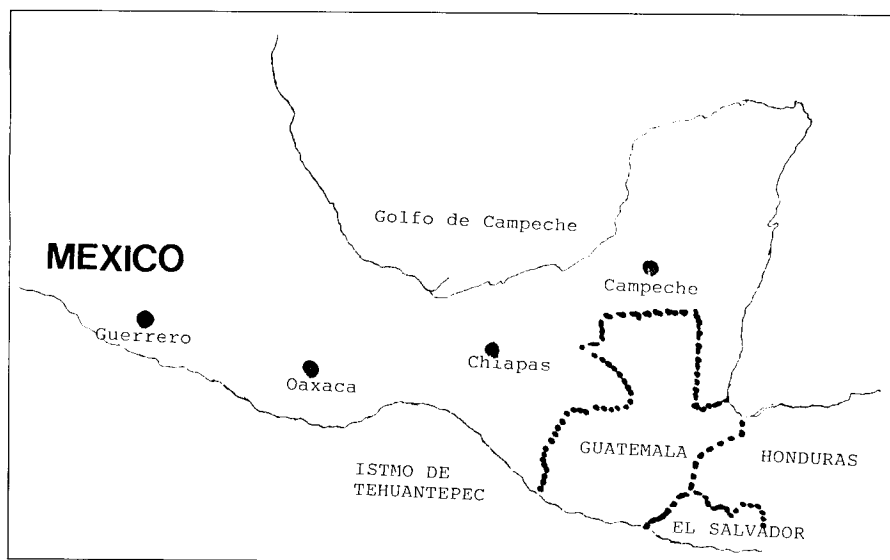 Golfo de Campeche
MEXICO
Campeche
Guerrero
Chiapas
Oaxaca
GUATEMALA
HONDURAS
ISTMO DE
TEHUANTEPEC
EL SALVADOR